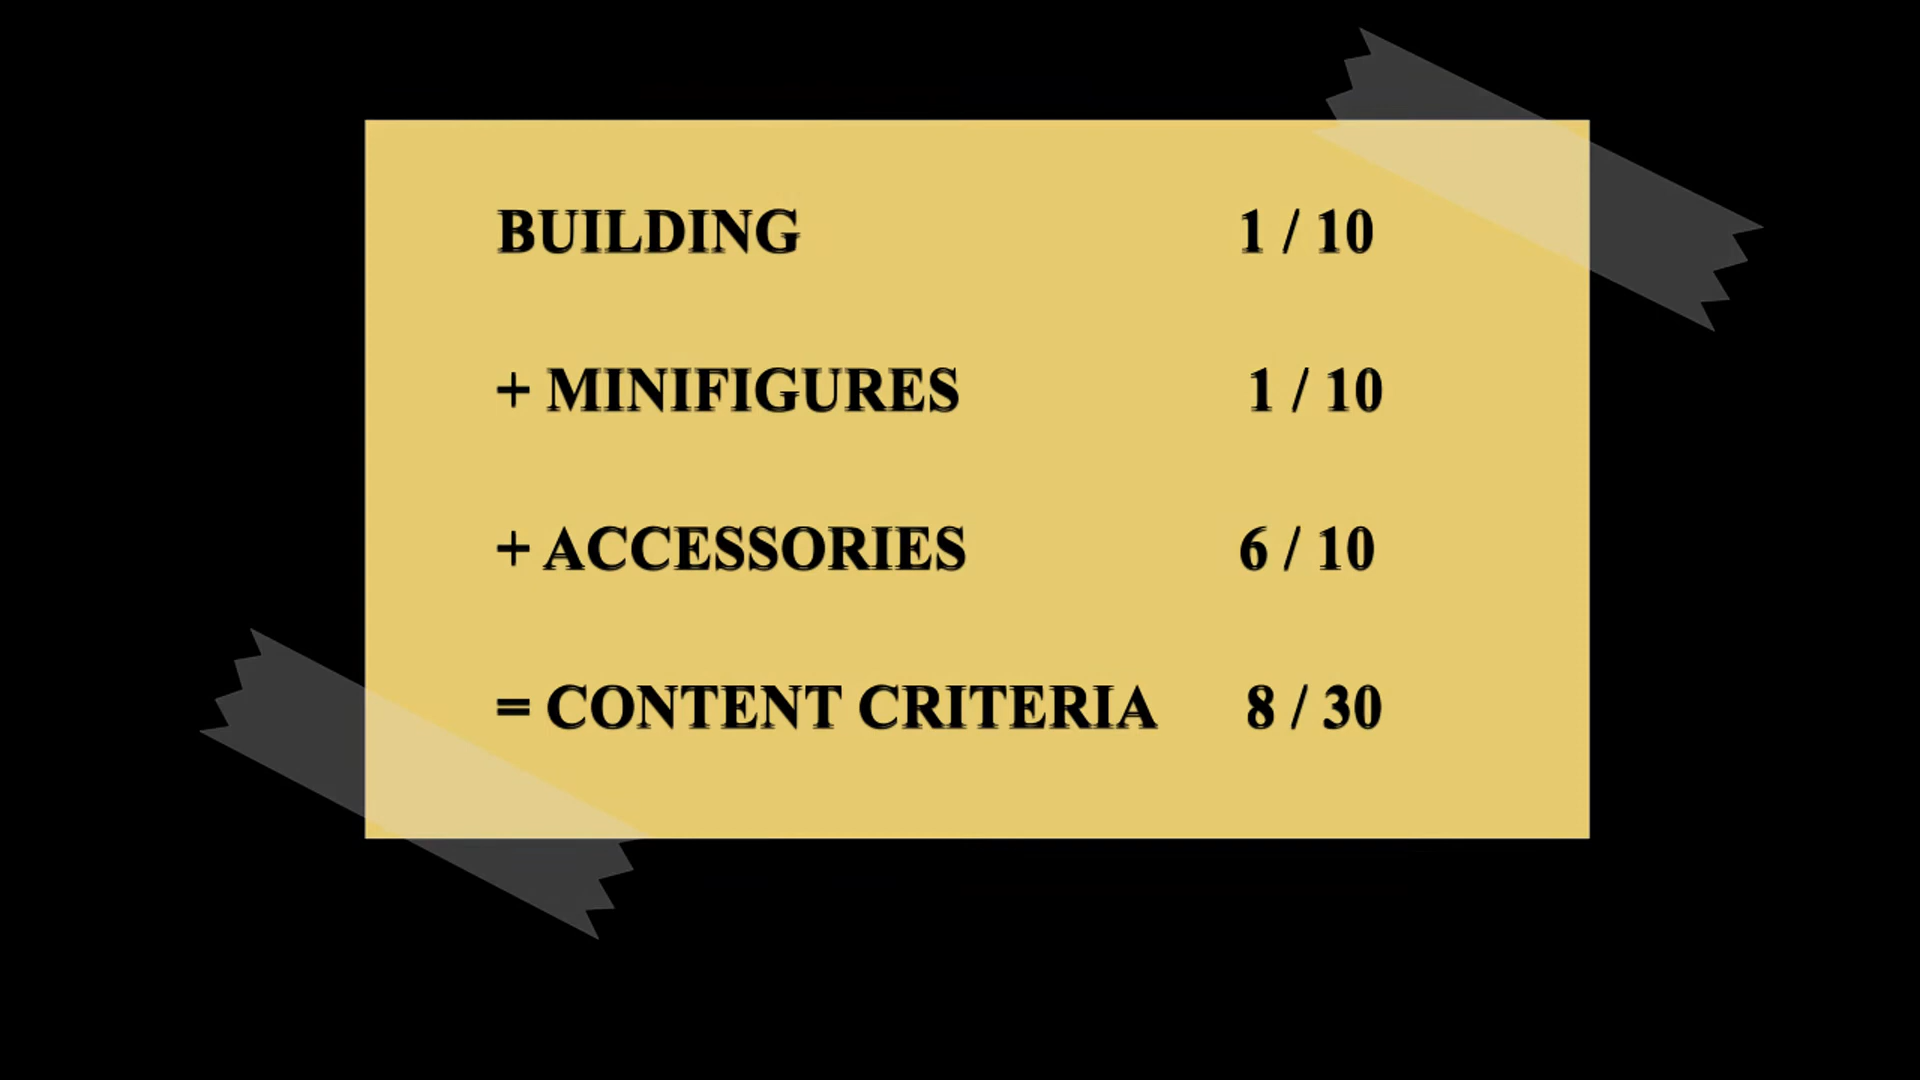 BUILDING 1 / 10
+ MINIFIGURES 1 / 10
+ ACCESSORIES 6 / 10
= CONTENT CRITERIA 8 / 30